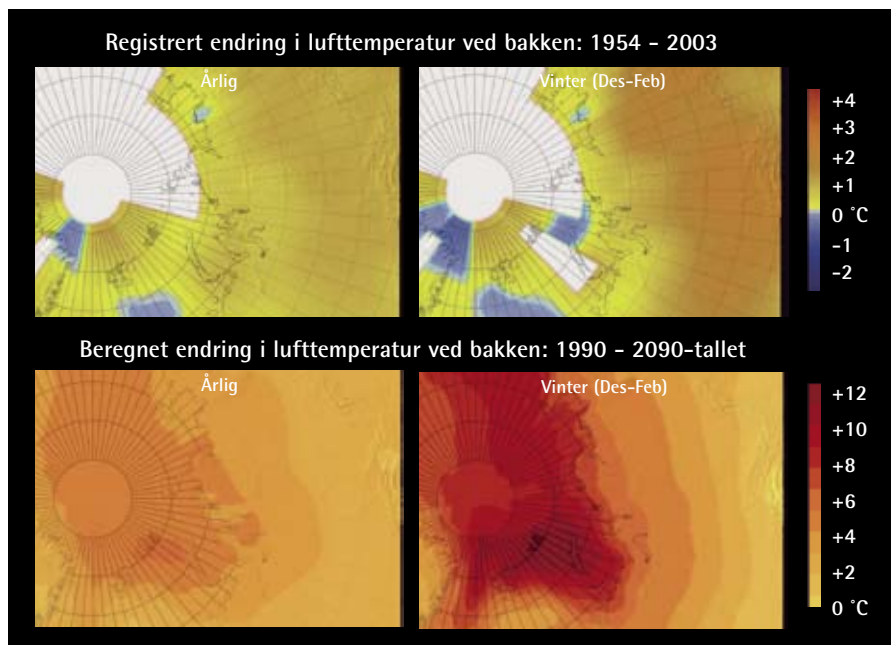 Registrert endring i lufttemperatur ved bakken: 1954 - 2003
Årlig
Vinter (Des-Feb)
+4
+3
+2
+1
0 °C
−1
−2
Beregnet endring i lufttemperatur ved bakken: 1990 - 2090-tallet
Årlig
Vinter (Des-Feb)
+12
+10
+8
+6
+4
+2
0 °C